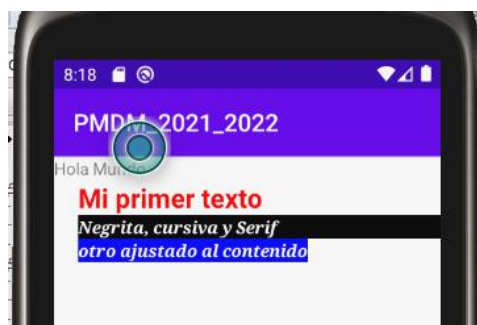 8:18
PMDM_2021_2022
Hola Mundo
Mi primer texto
Negrita, cursiva y Serif
otro ajustado al contenido